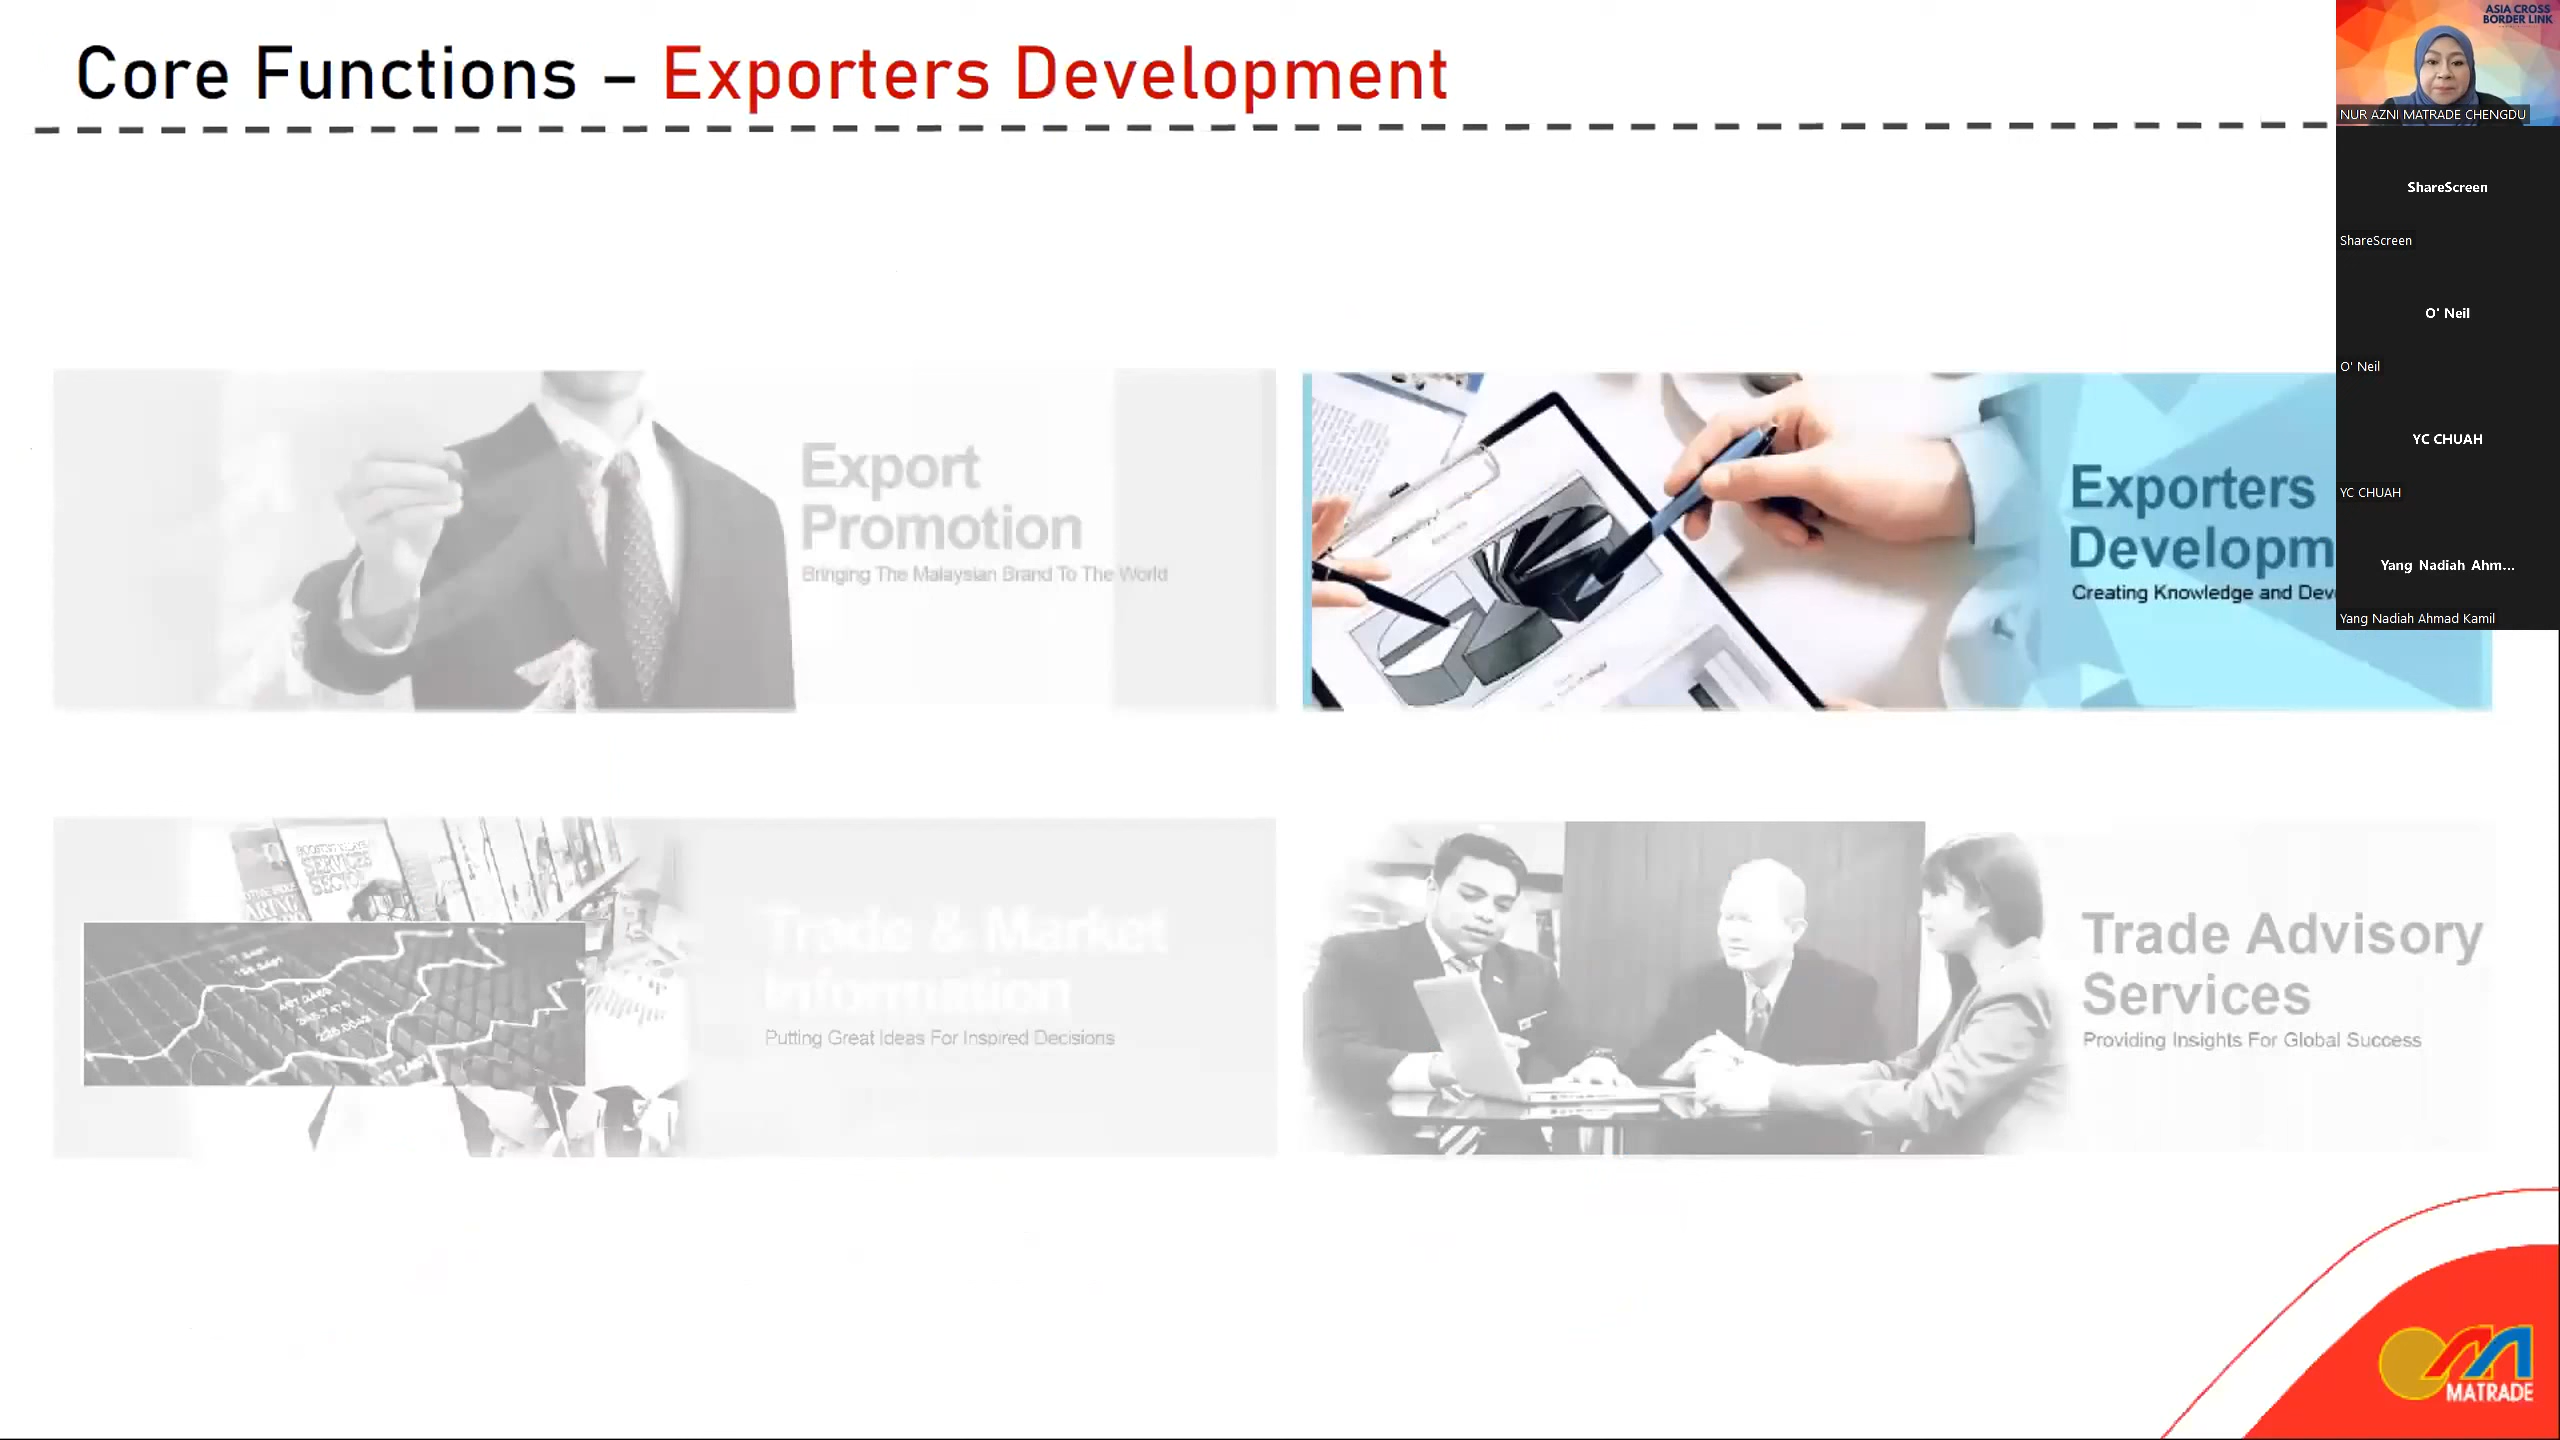 Core Functions – Exporters Development
Export
Promotion
Bringing The Malaysian Brand To The World
Exporters
Developm
Creating Knowledge and Dev
Trade & Market
Information
Putting Great Ideas For Inspired Decisions
SERVICES
SECTOR
Trade Advisory
Services
Providing Insights For Global Success
MATRADE
ASIA CROSS
BORDER LINK
NUR AZNI MATRADE CHENGDU
ShareScreen
ShareScreen
O' Neil
O' Neil
YC CHUAH
YC CHUAH
Yang Nadiah Ahm...
Yang Nadiah Ahmad Kamil